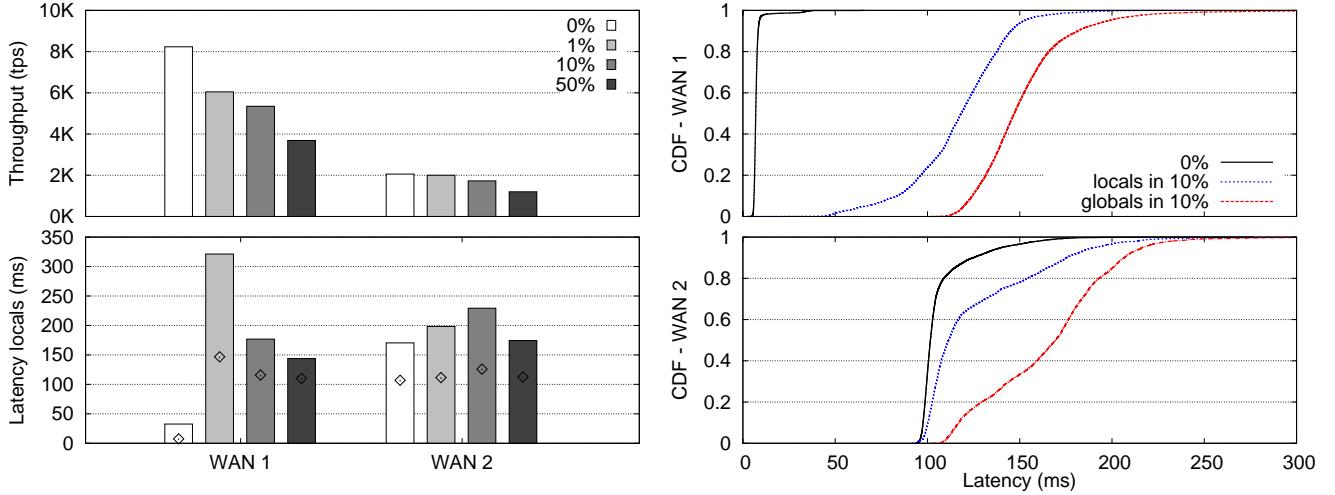 Throughput (tps)
10K
8K
6K
4K
2K
0K
0%
1%
10%
50%
Latency locals (ms)
350
300
250
200
150
100
50
0
WAN 1
WAN 2
CDF - WAN 1
1
0.8
0.6
0.4
0.2
0
0%
locals in 10%
globals in 10%
CDF - WAN 2
1
0.8
0.6
0.4
0.2
0
0
50
100
150
200
250
300
Latency (ms)